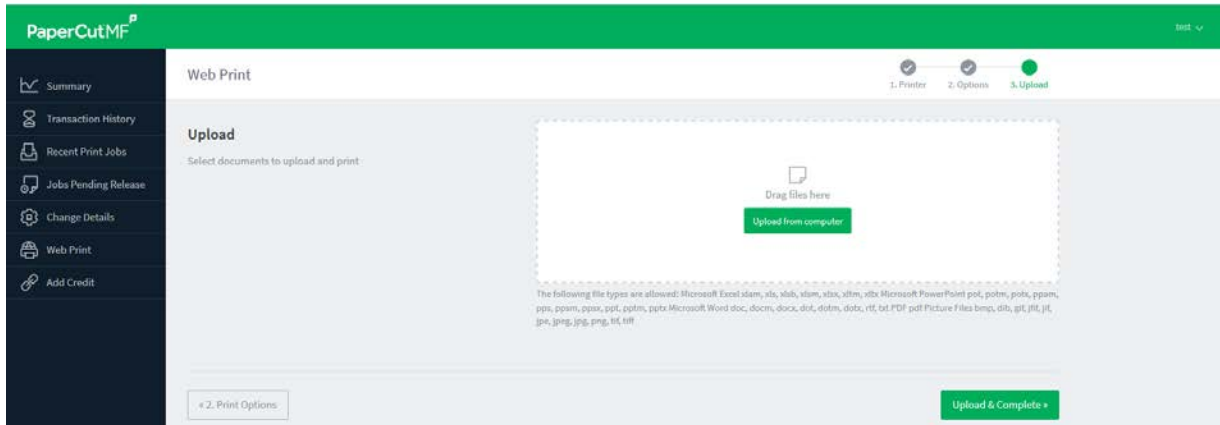 PaperCutMF
test
Summary
Transaction History
Recent Print Jobs
Jobs Pending Release
Change Details
Web Print
Add Credit
Web Print
1. Printer
2. Options
3. Upload
Upload
Select documents to upload and print
Drag files here
Upload from computer
The following file types are allowed: Microsoft Excel xlam, xls, xlsb, xlsm, xlsx, xltm, xltx Microsoft PowerPoint pot, potm, potx, ppam,
pps, ppsm, ppsx, ppt, pptm, pptx Microsoft Word doc, docm, docx, dot, dotm, dotx, rtf, txt PDF pdf Picture Files bmp, dib, gif, jfif, jif,
jpe, jpeg, jpg, png, tif, tiff
« 2. Print Options
Upload & Complete »